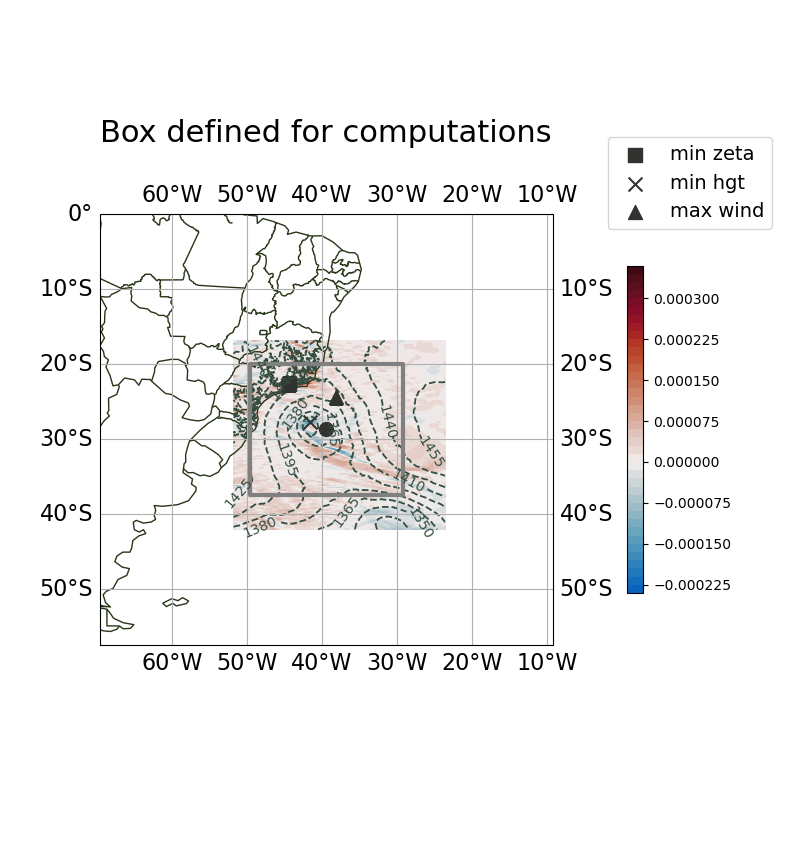 Box defined for computations
min zeta
min hgt
max wind
60°W 50°W 40°W 30°W 20°W 10°W
0°
10°S 10°S
20°S 20°S
30°S 30°S
40°S 40°S
50°S 50°S
60°W 50°W 40°W 30°W 20°W 10°W
0.000300
0.000225
0.000150
0.000075
0.000000
−0.000075
−0.000150
−0.000225
1380
1440
1455
1395
1410
1425
1380
1365
1350